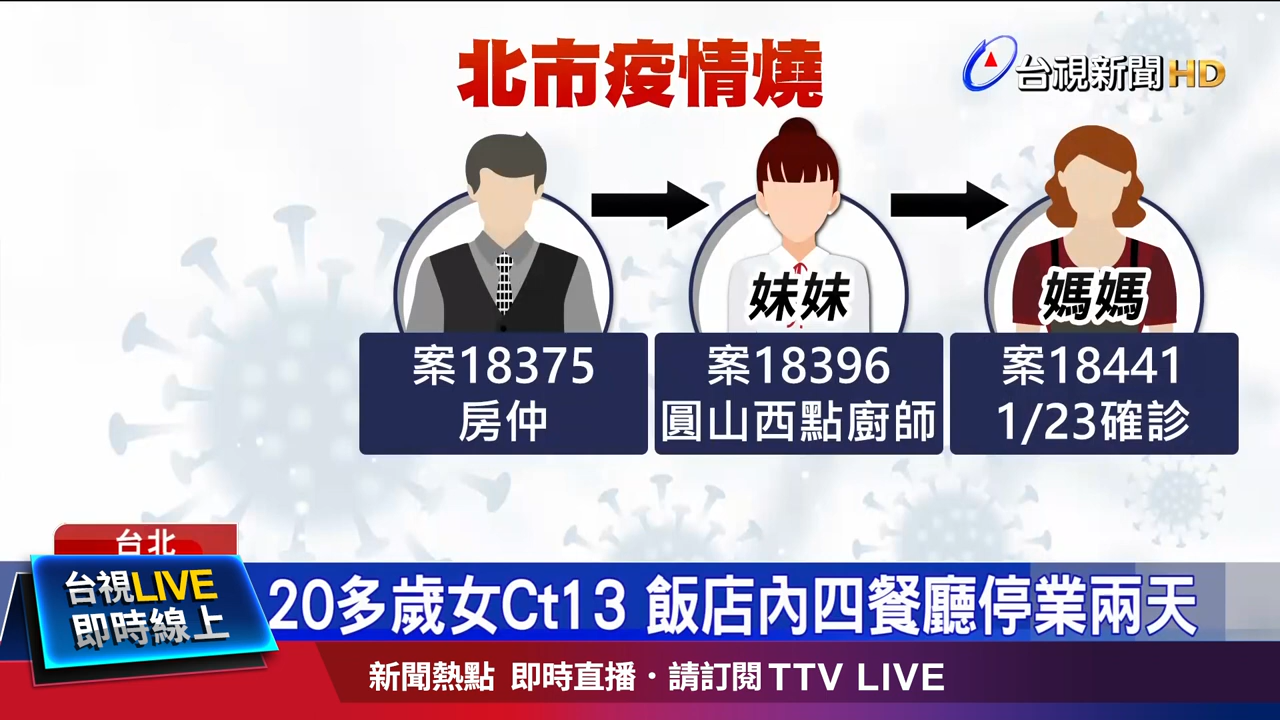 北市疫情燒
台視新聞HD
妹妹
媽媽
案18375
房仲
案18396
圓山西點廚師
案18441
1/23確診
台北
台視LIVE
即時線上
20多歲女Ct13 飯店內四餐廳停業兩天
新聞熱點 即時直播・請訂閱TTV LIVE